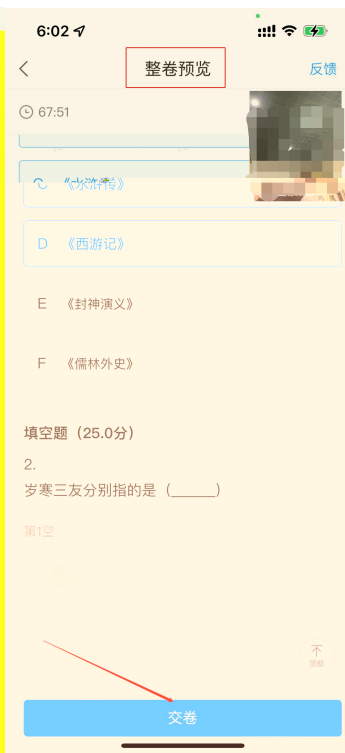 6:02
整卷预览
反馈
67:51
C 《水浒传》
D 《西游记》
E 《封神演义》
F 《儒林外史》
填空题（25.0分）
2.
岁寒三友分别指的是（_____）
第1空
顶部
交卷